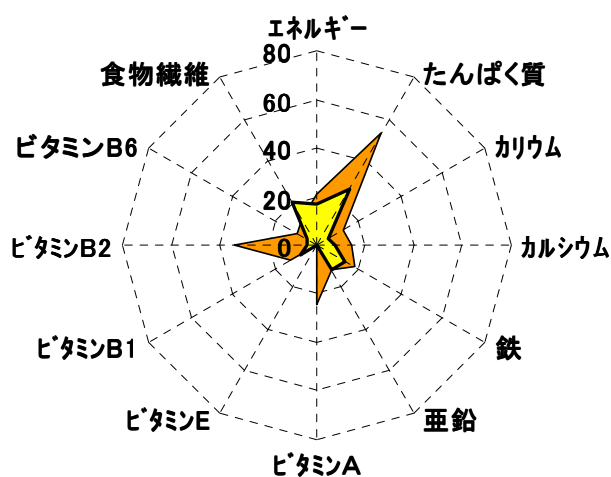 エネルギー
80
食物繊維
たんぱく質
60
ビタミンB6
カリウム
40
20
ビタミンB2
0
カルシウム
ビタミンB1
鉄
ビタミンE
亜鉛
ビタミンA